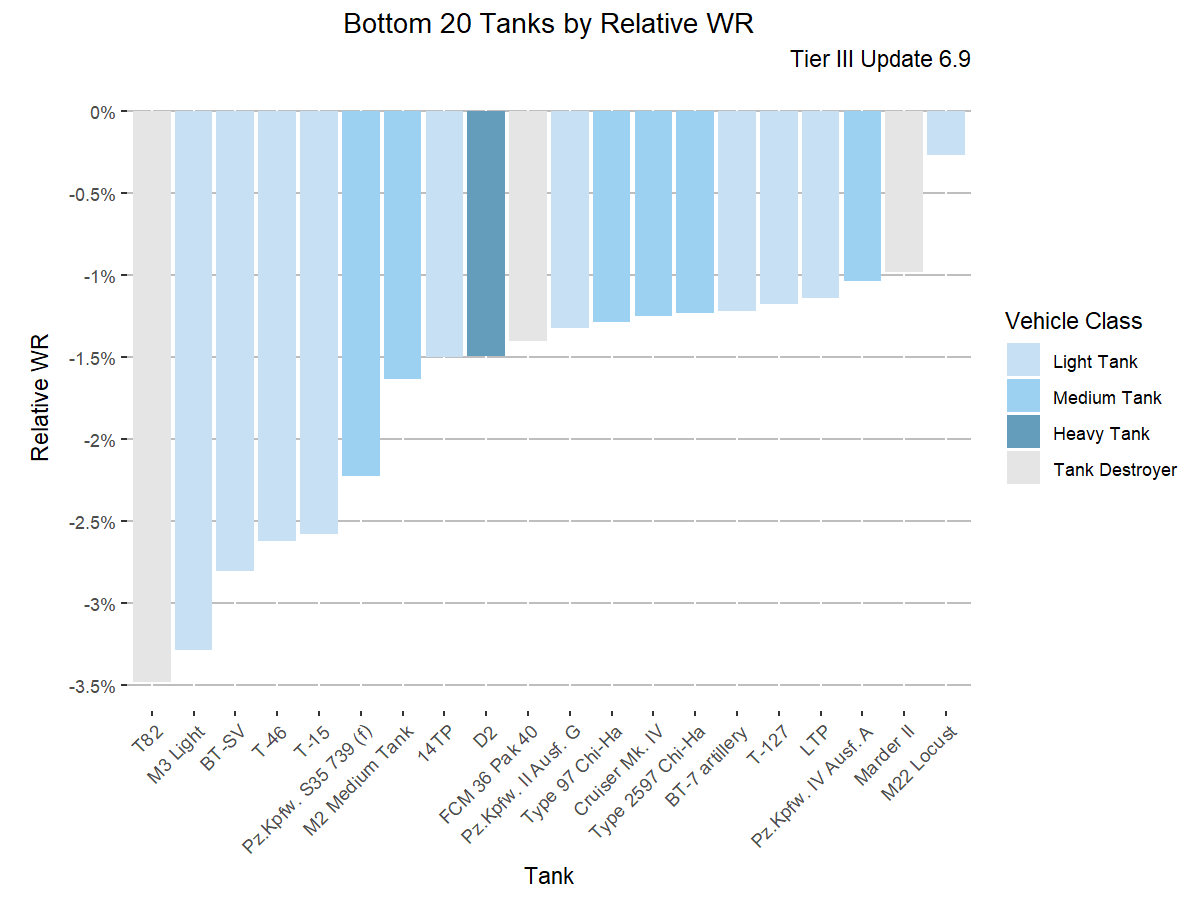 Bottom 20 Tanks by Relative WR
Tier III Update 6.9
0%
-0.5%
-1%
-1.5%
-2%
-2.5%
-3%
-3.5%
Relative WR
T82
M3 Light
BT-SV
T-46
T-15
Pz.Kpfw. S35 739 (f)
M2 Medium Tank
14TP
D2
FCM 36 Pak 40
Pz.Kpfw. II Ausf. G
Type 97 Chi-Ha
Cruiser Mk. IV
Type 2597 Chi-Ha
BT-7 artillery
T-127
LTP
Pz.Kpfw. IV Ausf. A
Marder II
M22 Locust
Tank
Vehicle Class
Light Tank
Medium Tank
Heavy Tank
Tank Destroyer